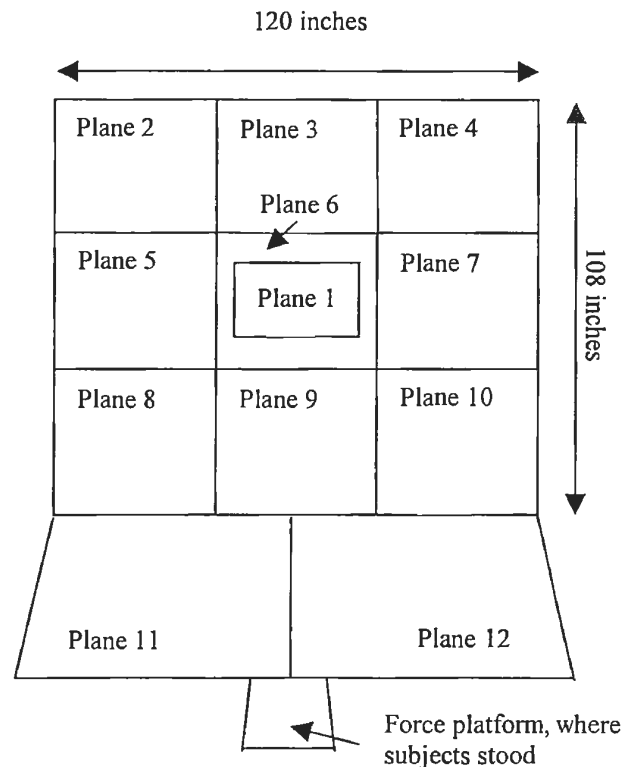 120 inches
Plane 2
Plane 3
Plane 4
Plane 6
Plane 5
Plane 7
Plane 1
108 inches
Plane 8
Plane 9
Plane 10
Plane 11
Plane 12
Force platform, where
subjects stood